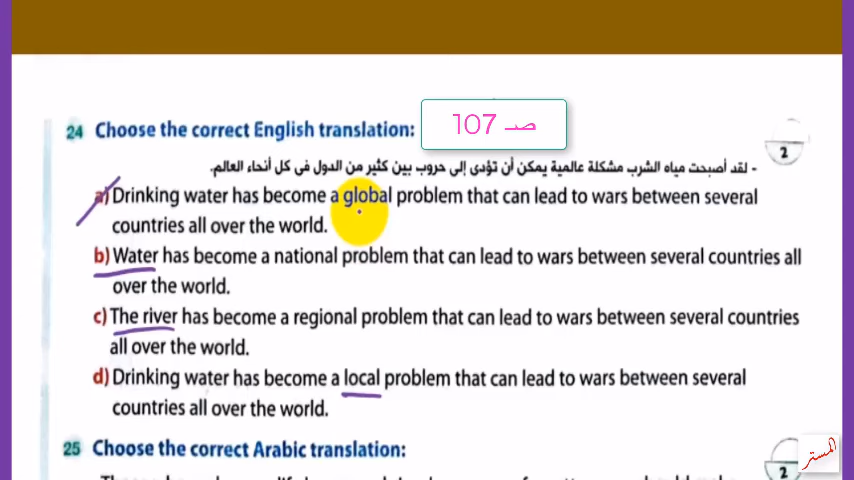 صـ 107
24 Choose the correct English translation:
2
- لقد أصبحت مياه الشرب مشكلة عالمية يمكن أن تؤدى إلى حروب بين كثير من الدول فى كل أنحاء العالم.
a) Drinking water has become a global problem that can lead to wars between several
countries all over the world.
b) Water has become a national problem that can lead to wars between several countries all
over the world.
c) The river has become a regional problem that can lead to wars between several countries
all over the world.
d) Drinking water has become a local problem that can lead to wars between several
countries all over the world.
25 Choose the correct Arabic translation:
2
المستر